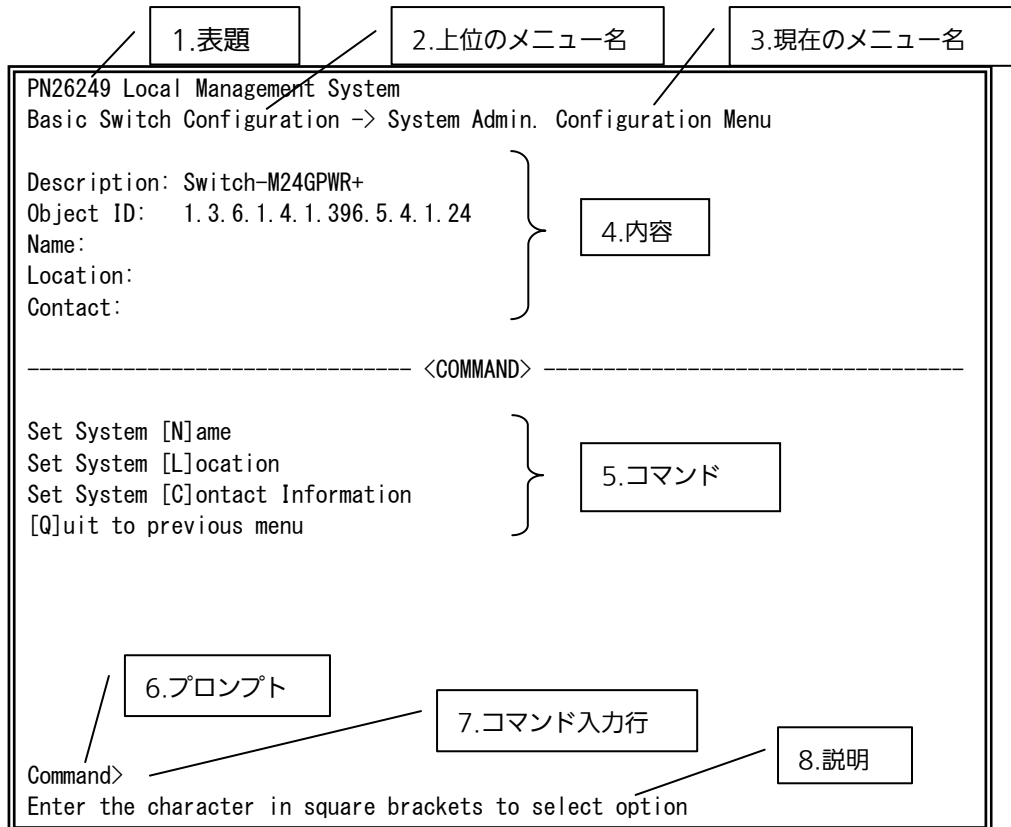 1.表題
2.上位のメニュー名
3.現在のメニュー名
PN26249 Local Management System
Basic Switch Configuration -> System Admin. Configuration Menu
Description: Switch-M24GPWR+
Object ID: 1.3.6.1.4.1.396.5.4.1.24
Name:
Location:
Contact:
4.内容
-------------------------------- <COMMAND> -----------------------------------
Set System [N]ame
Set System [L]ocation
Set System [C]ontact Information
[Q]uit to previous menu
5.コマンド
6.プロンプト
7.コマンド入力行
8.説明
Command>
Enter the character in square brackets to select option